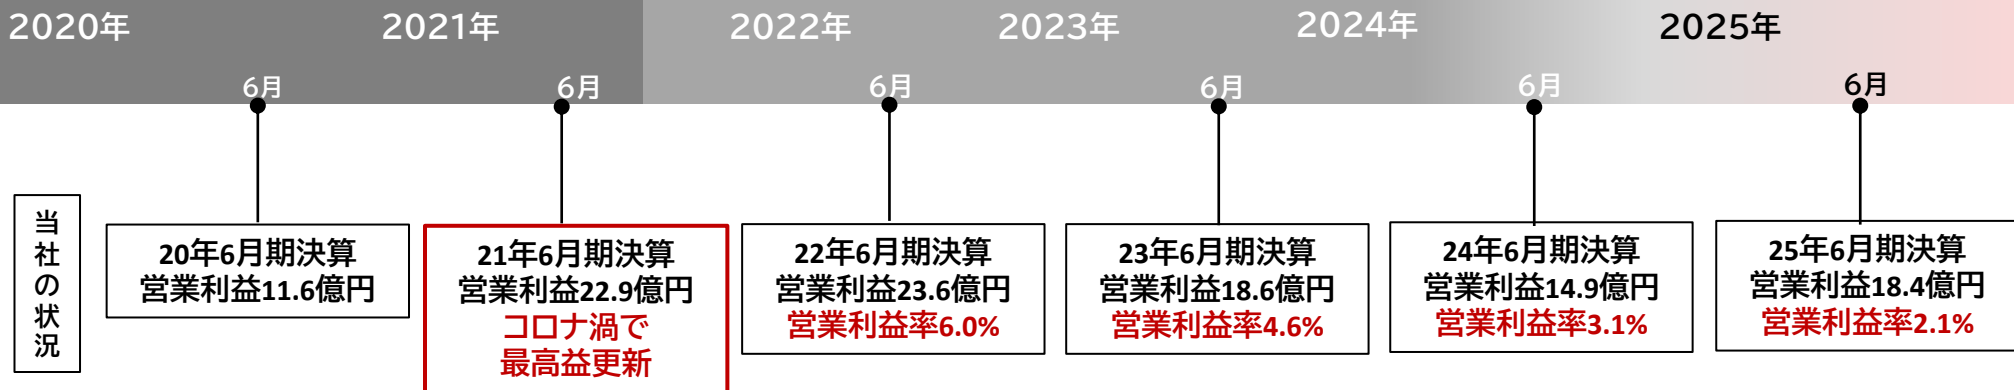 2020年
2021年
2022年
2023年
2024年
2025年
6月
6月
6月
6月
6月
6月
当社の状況
20年6月期決算
営業利益11.6億円
21年6月期決算
営業利益22.9億円
コロナ渦で
最高益更新
22年6月期決算
営業利益23.6億円
営業利益率6.0%
23年6月期決算
営業利益18.6億円
営業利益率4.6%
24年6月期決算
営業利益14.9億円
営業利益率3.1%
25年6月期決算
営業利益18.4億円
営業利益率2.1%